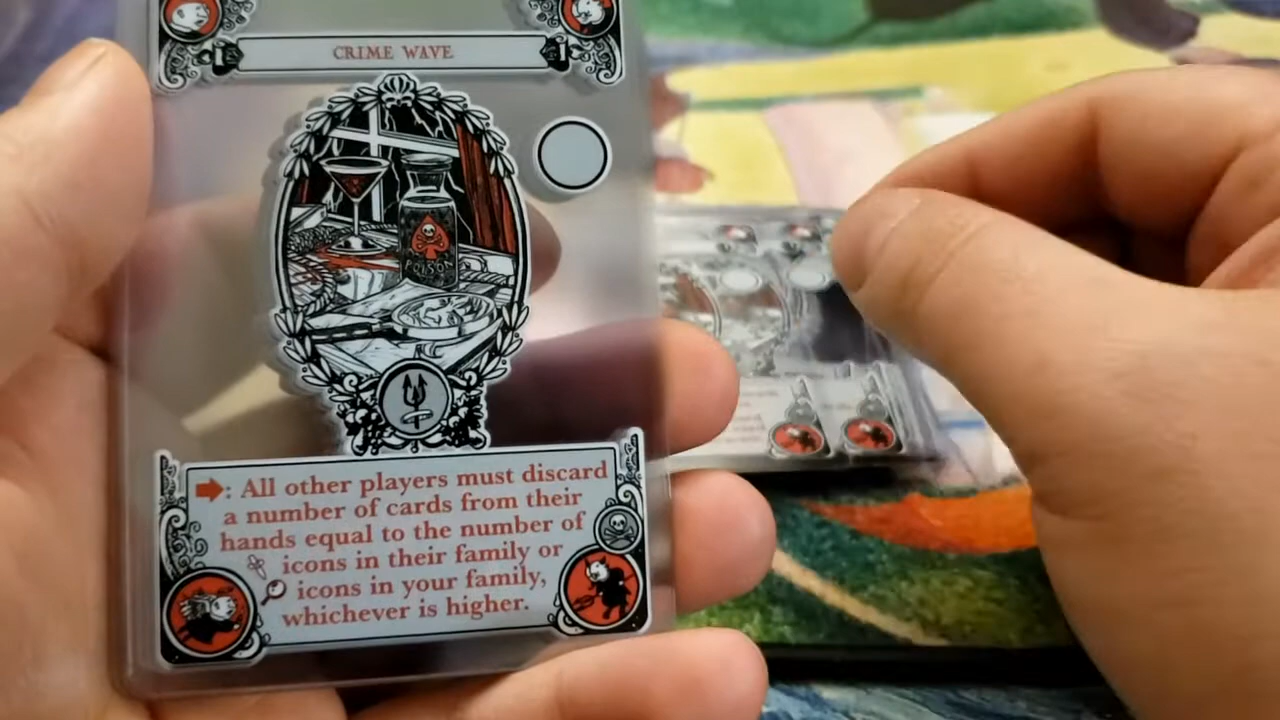 1 CRIME WAVE 1
POISON
: All other players must discard
a number of cards from their
hands equal to the number of
icons in their family or
icons in your family,
whichever is higher.